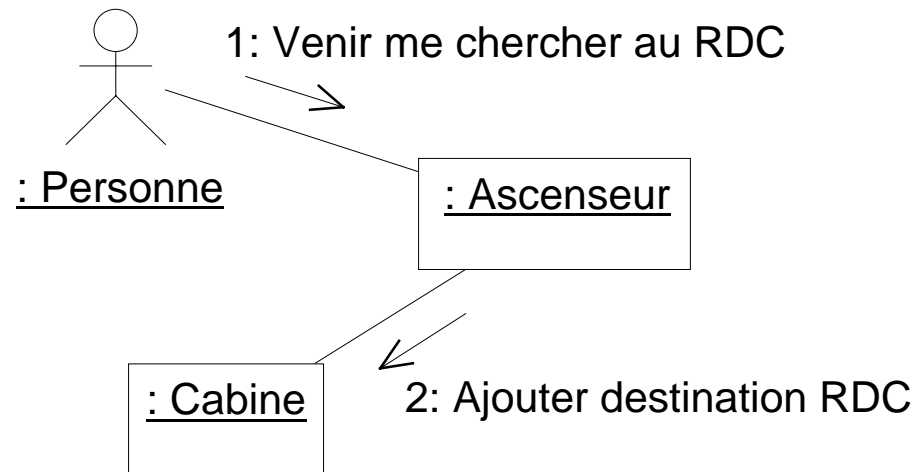 1: Venir me chercher au RDC
: Personne
: Ascenseur
: Cabine
2: Ajouter destination RDC